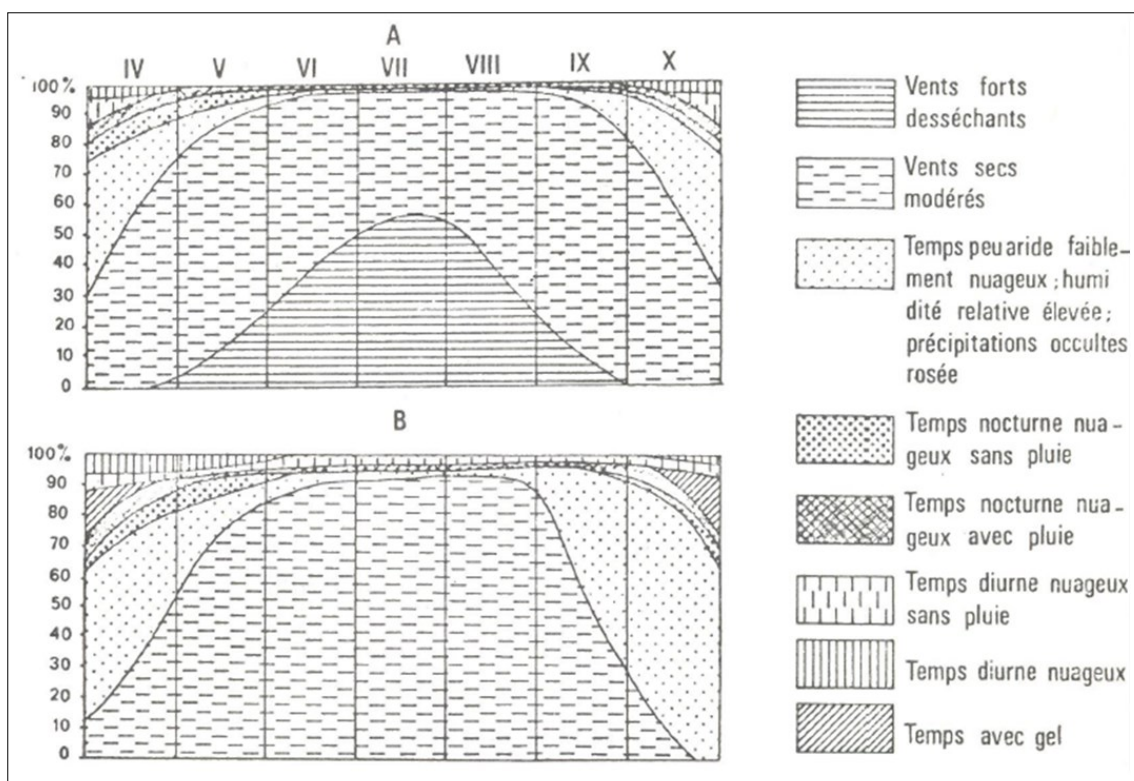 A
IV V VI VII VIII IX X
100%
90
80
70
60
50
40
30
20
10
0
B
100%
90
80
70
60
50
40
30
20
10
0
Vents forts
desséchants
Vents secs
modérés
Temps peu aride faible-
ment nuageux ; humi
dité relative élevée ;
précipitations occultes
rosée
Temps nocturne nua-
geux sans pluie
Temps nocturne nua-
geux avec pluie
Temps diurne nuageux
sans pluie
Temps diurne nuageux
Temps avec gel